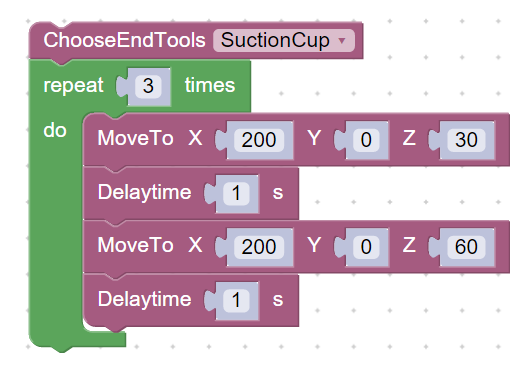 ChooseEndTools SuctionCup
repeat 3 times
do MoveTo X 200 Y 0 Z 30
Delaytime 1 s
MoveTo X 200 Y 0 Z 60
Delaytime 1 s